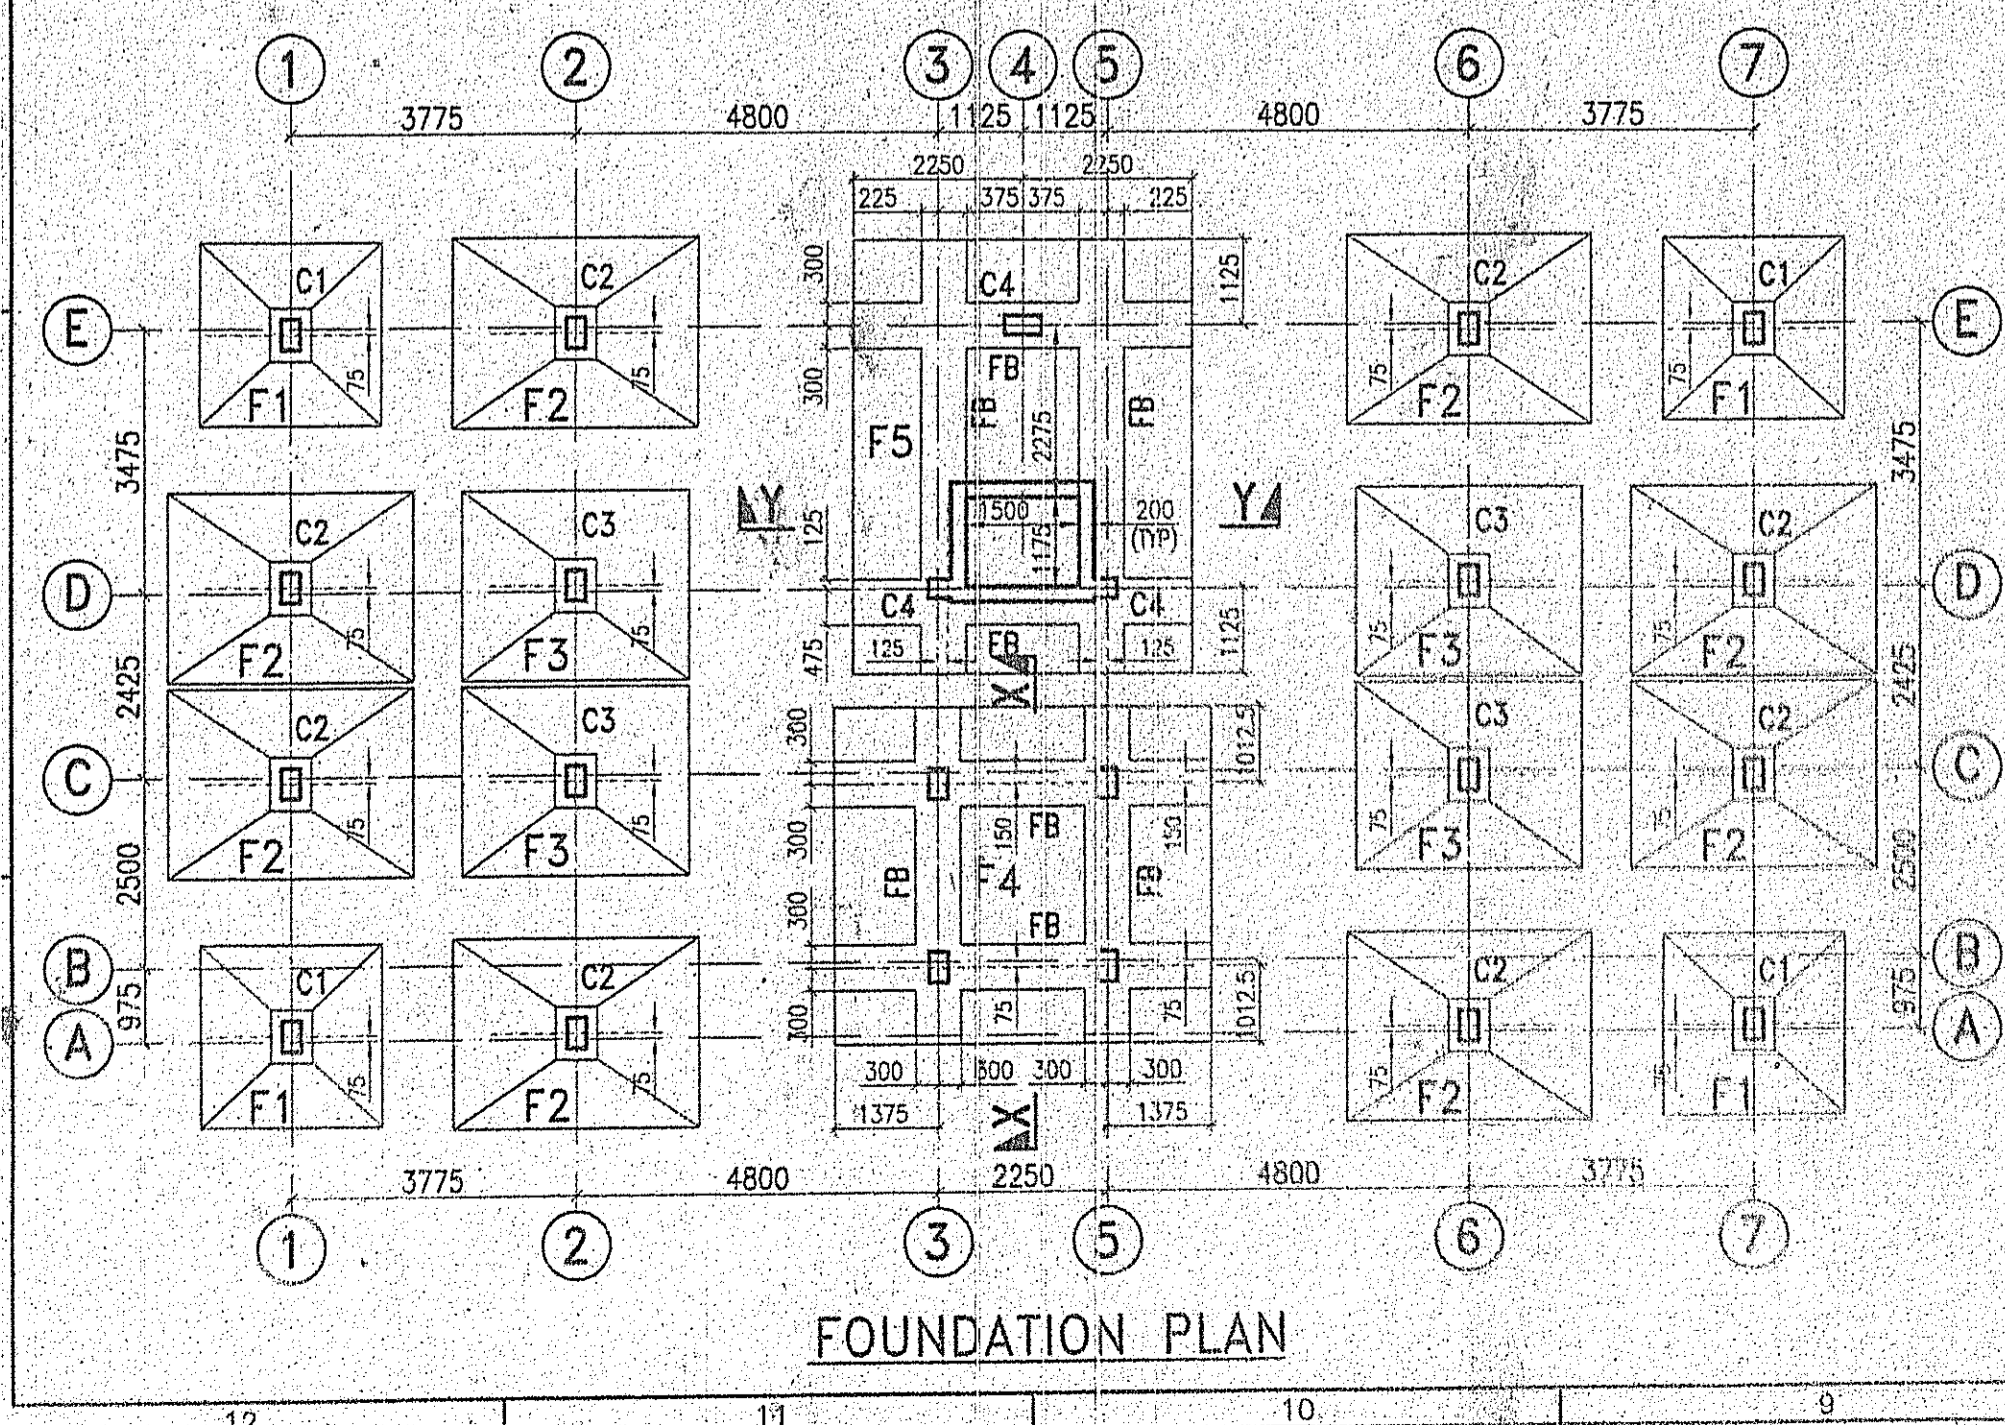 1 2 3 4 5 6 7
3775 4800 1125 1125 4800 3775
2250 2250
225 375 375 225
C1 C2 300 C4 1125 C2 C1
E E
F1 75 F2 75 300 FB 75 F2 75 F1
FB FB
F5 2275
3475 3475
Y 1500 200 Y
(TYP)
C2 C3 125 1175 C3 C2
D D
C4 C4
F2 75 F3 75 475 125 FB 125 1125 75 F3 75 F2
2425 X 2425
C2 C3 300 1012.5 C3 C2
C C
F2 75 F3 75 300 150 FB 150 75 F3 75 F2
2500 FB F4 FB 2500
300 FB
C1 C2 C2 C1
B B
975 1012.5 975
A A
F1 75 F2 75 300 75 75 75 F2 75 F1
300 300 300 300
1375 X 1375
3775 4800 2250 4800 3775
1 2 3 5 6 7
FOUNDATION PLAN
12 11 10 9